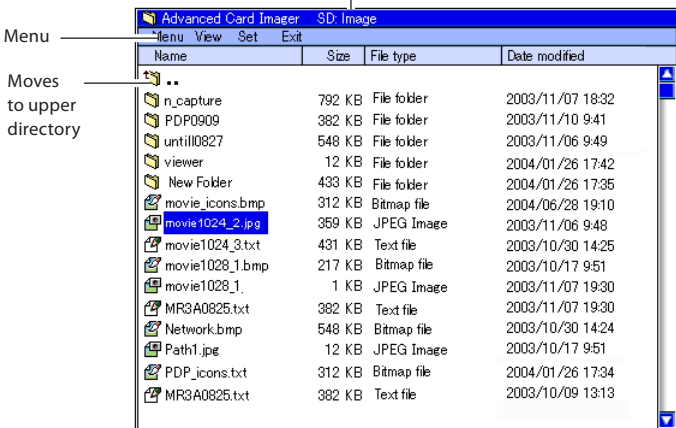 Advanced Card Imager SD: Image
Menu
Menu View Set Exit
Name Size File type Date modified
Moves
to upper
directory
..
n_capture 792 KB File folder 2003/11/07 18:32
PDP0909 382 KB File folder 2003/11/10 9:41
untill0827 548 KB File folder 2003/11/06 9:49
viewer 12 KB File folder 2004/01/26 17:42
New Folder 433 KB File folder 2004/01/26 17:35
movie_icons.bmp 312 KB Bitmap file 2004/06/28 19:10
movie1024_2.jpg 359 KB JPEG Image 2003/11/06 9:48
movie1024_3.txt 431 KB Text file 2003/10/30 14:25
movie1028_1.bmp 217 KB Bitmap file 2003/10/17 9:51
movie1028_1. 1 KB JPEG Image 2003/11/07 19:30
MR3A0825.txt 382 KB Text file 2003/11/07 19:30
Network.bmp 548 KB Bitmap file 2003/10/30 14:24
Path1.jpg 12 KB JPEG Image 2003/10/17 9:51
PDP_icons.txt 312 KB Bitmap file 2004/01/26 17:34
MR3A0825.txt 382 KB Text file 2003/10/09 13:13